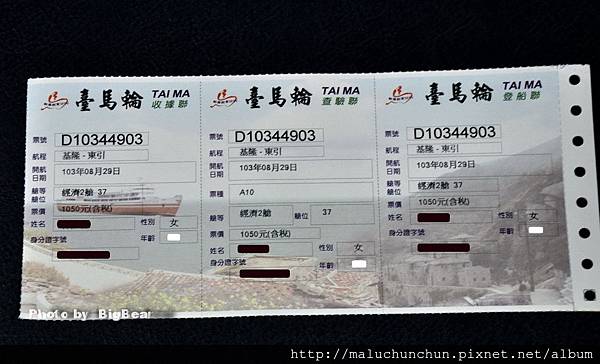 臺馬輪 TAI MA 收據聯
票號 D10344903
航程 基隆 - 東引
開航日期 103年08月29日
艙等艙位 經濟2艙 37
票價 1050元(含稅)
姓名 性別 女
身分證字號 年齡
臺馬輪 TAI MA 查驗聯
票號 D10344903
航程 基隆 - 東引
開航日期 103年08月29日
票種 A10
艙等 經濟2艙 艙位 37
票價 1050元(含稅)
姓名 性別 女
身分證字號 年齡
臺馬輪 TAI MA 登船聯
票號 D10344903
航程 基隆 - 東引
開航日期 103年08月29日
艙等艙位 經濟2艙 37
票價 1050元(含稅)
姓名 性別 女
身分證字號 年齡
Photo by BigBear
http://maluchunchun.pixnet.net/album